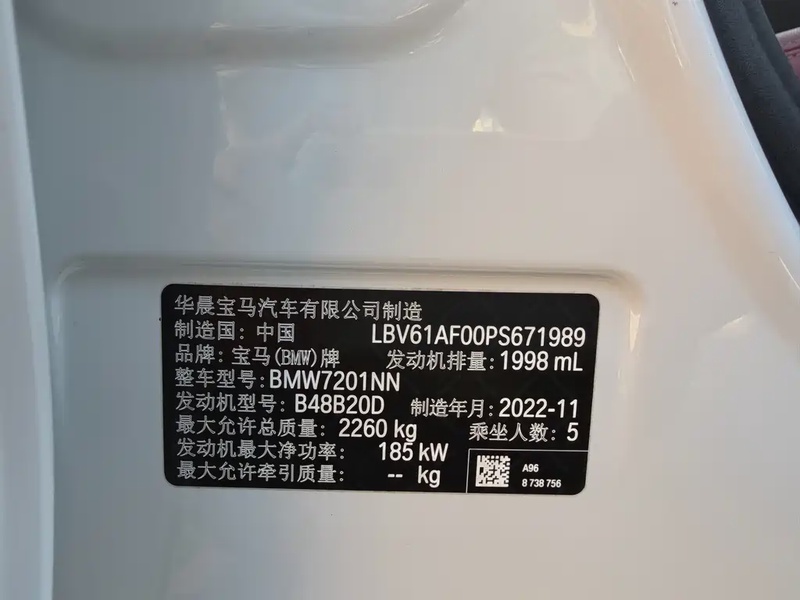 华晨宝马汽车有限公司制造
制造国: 中国 LBV61AF00PS671989
品牌: 宝马(BMW)牌 发动机排量: 1998 mL
整车型号: BMW7201NN
发动机型号: B48B20D 制造年月: 2022-11
最大允许总质量: 2260 kg 乘坐人数: 5
发动机最大净功率: 185 kW
最大允许牵引质量: -- kg
A96
8 738 756